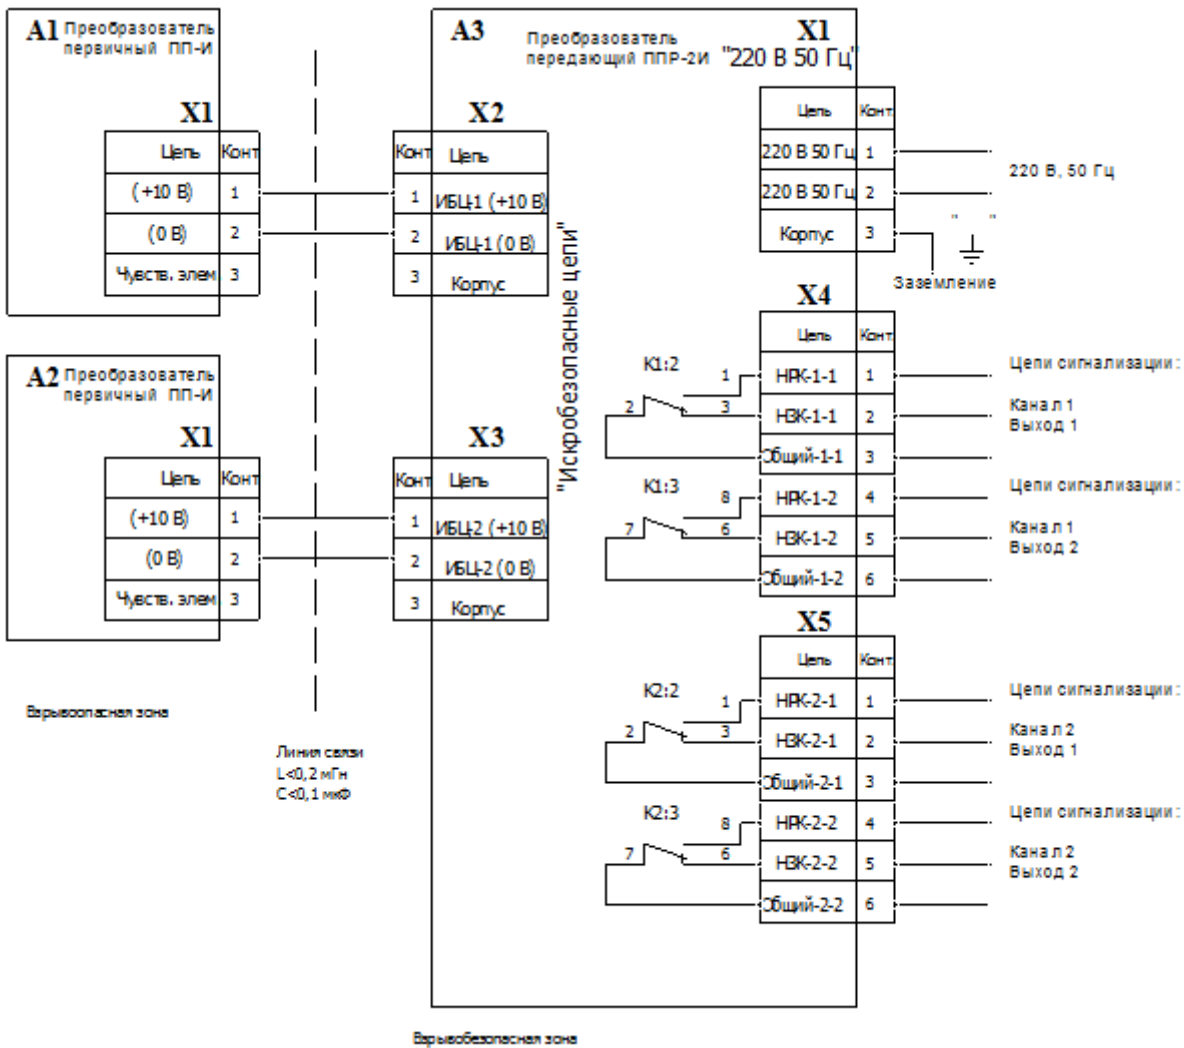 A1 Преобразователь
первичный ПП-И
X1
Цепь Конт
(+10 В) 1
(0 В) 2
Чувств. элем 3
A2 Преобразователь
первичный ПП-И
X1
Цепь Конт
(+10 В) 1
(0 В) 2
Чувств. элем 3
Взрывоопасная зона
Линия связи
L<0,2 мГн
C<0,1 мкФ
A3 Преобразователь
передающий ППР-2И
X2
Конт Цепь
1 ИБЦ-1 (+10 В)
2 ИБЦ-1 (0 В)
3 Корпус
X3
Конт Цепь
1 ИБЦ-2 (+10 В)
2 ИБЦ-2 (0 В)
3 Корпус
"Искробезопасные цепи"
X1
"220 В 50 Гц"
Цепь Конт.
220 В 50 Гц 1
220 В 50 Гц 2
Корпус 3
220 В, 50 Гц
" "
Заземление
X4
Цепь Конт.
K1:2
1 НРК-1-1 1
2 3 НЗК-1-1 2
Общий-1-1 3
K1:3
8 НРК-1-2 4
7 6 НЗК-1-2 5
Общий-1-2 6
Цепи сигнализации:
Канал 1
Выход 1
Цепи сигнализации:
Канал 1
Выход 2
X5
Цепь Конт.
K2:2
1 НРК-2-1 1
2 3 НЗК-2-1 2
Общий-2-1 3
K2:3
8 НРК-2-2 4
7 6 НЗК-2-2 5
Общий-2-2 6
Цепи сигнализации:
Канал 2
Выход 1
Цепи сигнализации:
Канал 2
Выход 2
Взрывобезопасная зона